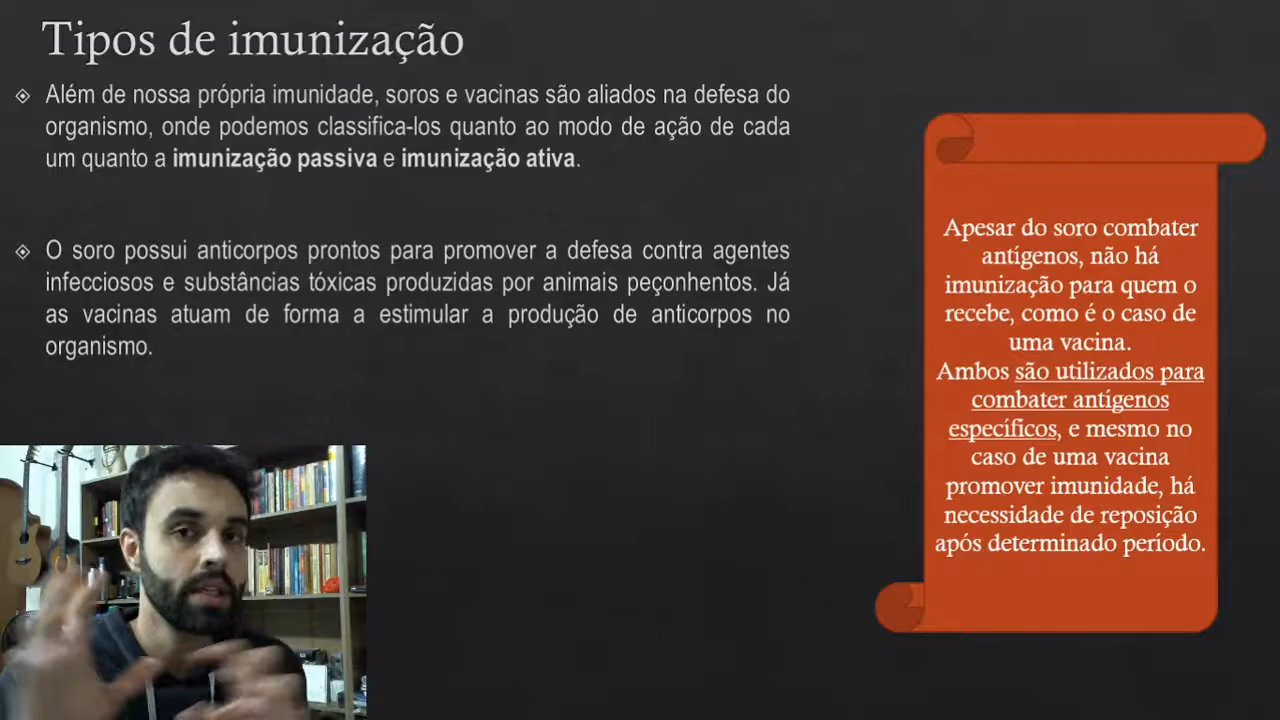 Tipos de imunização
Além de nossa própria imunidade, soros e vacinas são aliados na defesa do
organismo, onde podemos classifica-los quanto ao modo de ação de cada
um quanto a imunização passiva e imunização ativa.
O soro possui anticorpos prontos para promover a defesa contra agentes
infecciosos e substâncias tóxicas produzidas por animais peçonhentos. Já
as vacinas atuam de forma a estimular a produção de anticorpos no
organismo.
Apesar do soro combater
antígenos, não há
imunização para quem o
recebe, como é o caso de
uma vacina.
Ambos são utilizados para
combater antígenos
específicos, e mesmo no
caso de uma vacina
promover imunidade, há
necessidade de reposição
após determinado período.